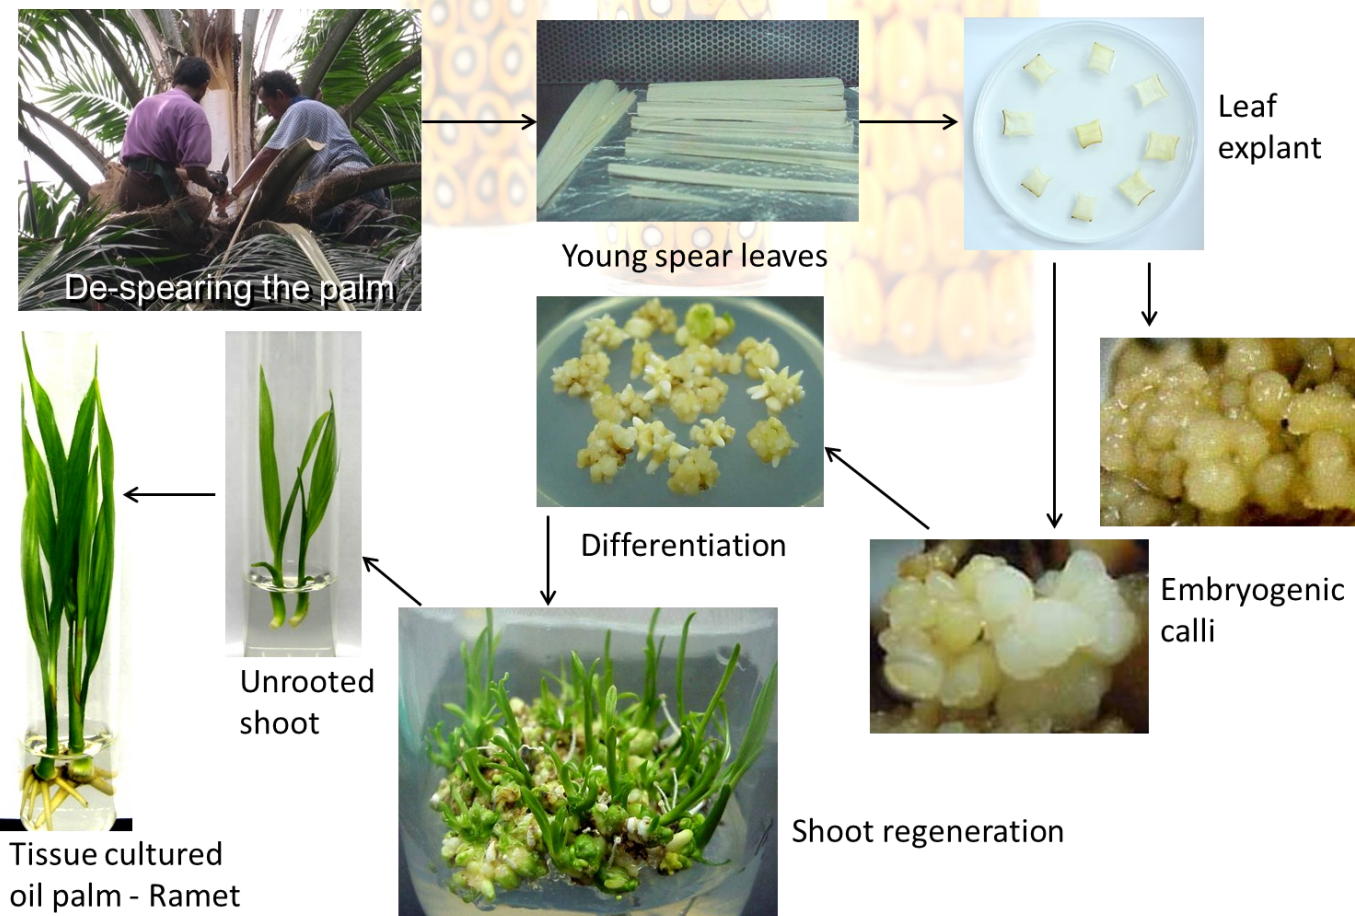 De-spearing the palm
Young spear leaves
Leaf
explant
Embryogenic
calli
Differentiation
Shoot regeneration
Unrooted
shoot
Tissue cultured
oil palm - Ramet